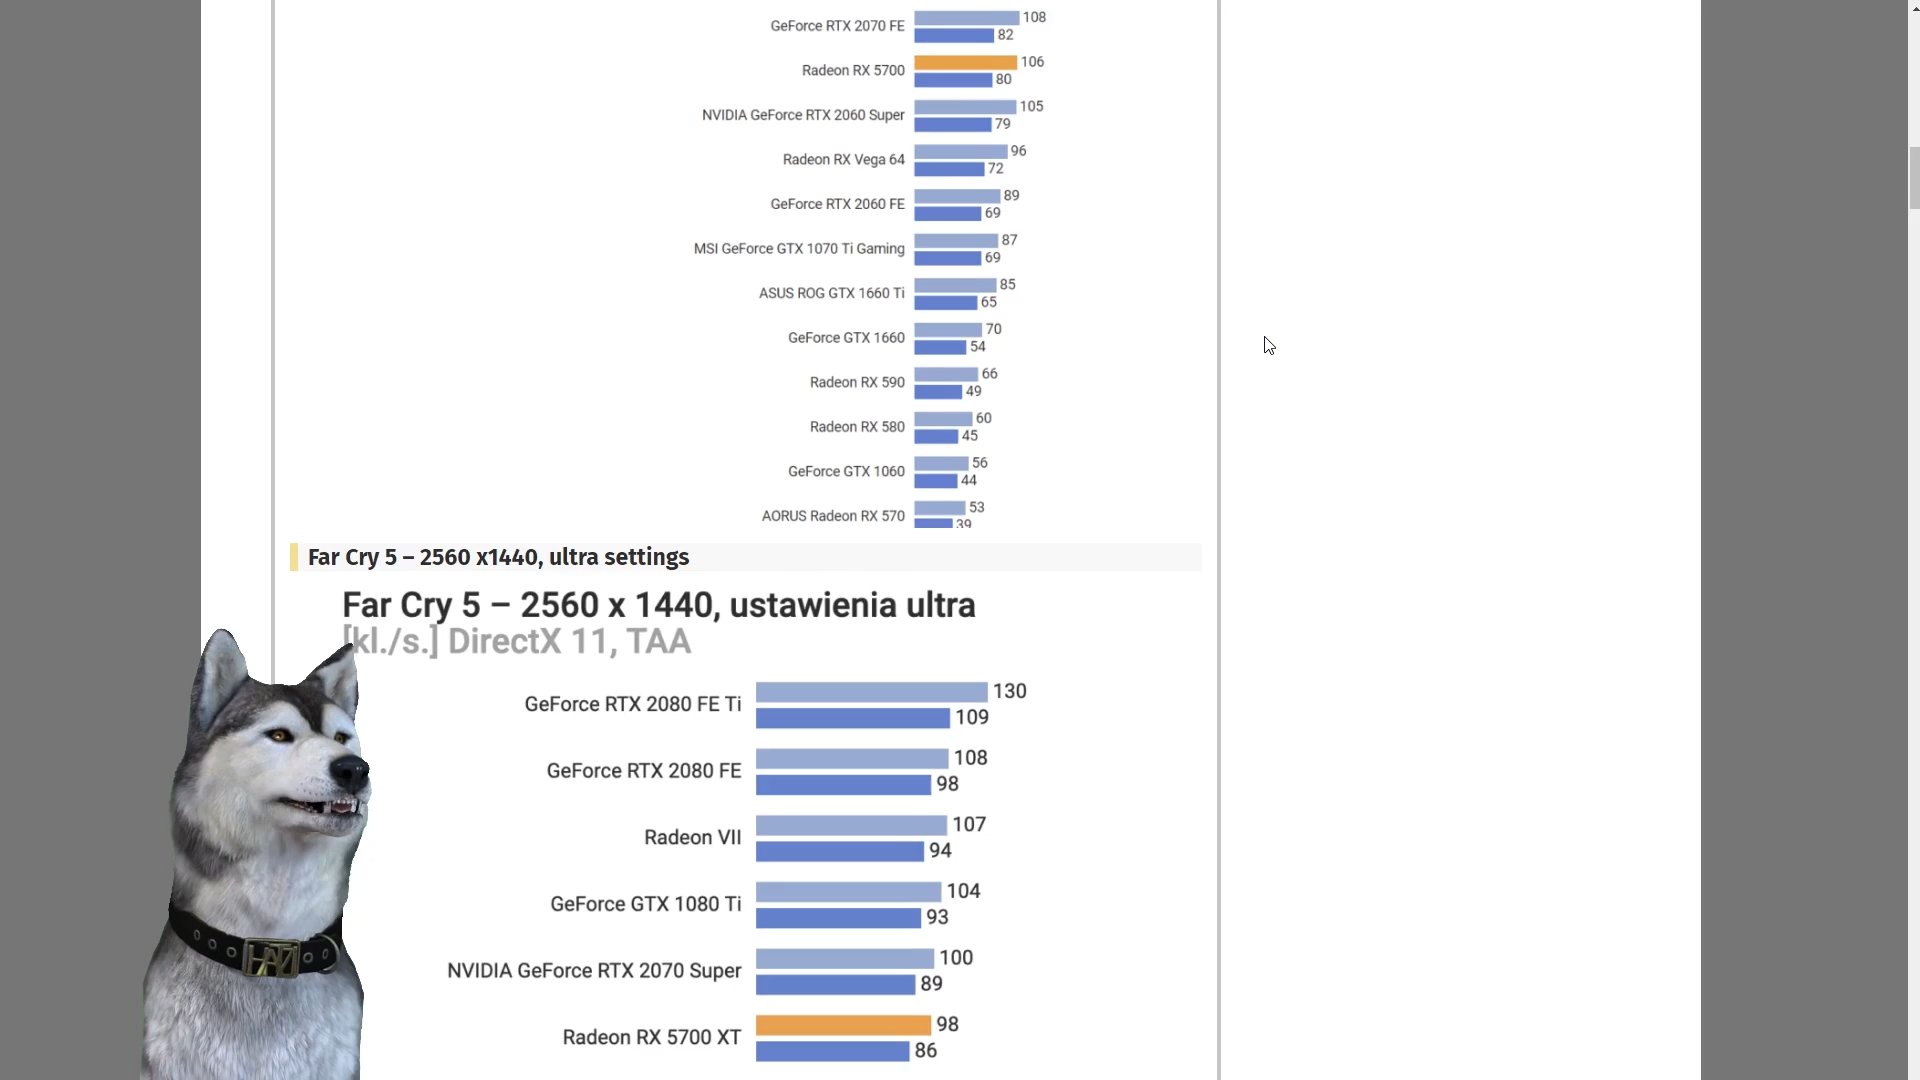 GeForce RTX 2070 FE 108
82
Radeon RX 5700 106
80
NVIDIA GeForce RTX 2060 Super 105
79
Radeon RX Vega 64 96
72
GeForce RTX 2060 FE 89
69
MSI GeForce GTX 1070 Ti Gaming 87
69
ASUS ROG GTX 1660 Ti 85
65
GeForce GTX 1660 70
54
Radeon RX 590 66
49
Radeon RX 580 60
45
GeForce GTX 1060 56
44
AORUS Radeon RX 570 53
39
Far Cry 5 – 2560 x1440, ultra settings
Far Cry 5 – 2560 x 1440, ustawienia ultra
[kl./s.] DirectX 11, TAA
GeForce RTX 2080 FE Ti 130
109
GeForce RTX 2080 FE 108
98
Radeon VII 107
94
GeForce GTX 1080 Ti 104
93
NVIDIA GeForce RTX 2070 Super 100
89
Radeon RX 5700 XT 98
86